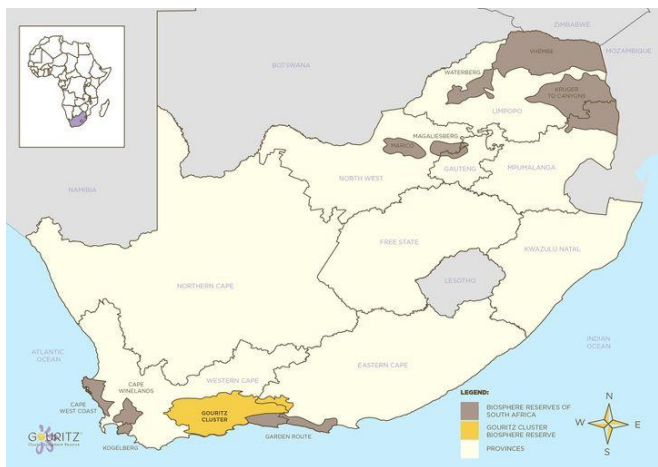 ZIMBABWE
MOZAMBIQUE
BOTSWANA
VHEMBE
WATERBERG
KRUGER
TO CANYONS
LIMPOPO
MAGALIESBERG
MARICO
GAUTENG
MPUMALANGA
NORTH WEST
NAMIBIA
FREE STATE
KWAZULU NATAL
LESOTHO
NORTHERN CAPE
INDIAN
OCEAN
ATLANTIC
OCEAN
EASTERN CAPE
WESTERN CAPE
CAPE
WINELANDS
CAPE
WEST COAST
GOURITZ
CLUSTER
KOGELBERG
GARDEN ROUTE
LEGEND:
BIOSPHERE RESERVES OF
SOUTH AFRICA
GOURITZ CLUSTER
BIOSPHERE RESERVE
PROVINCES
N
W
E
S
GOURITZ